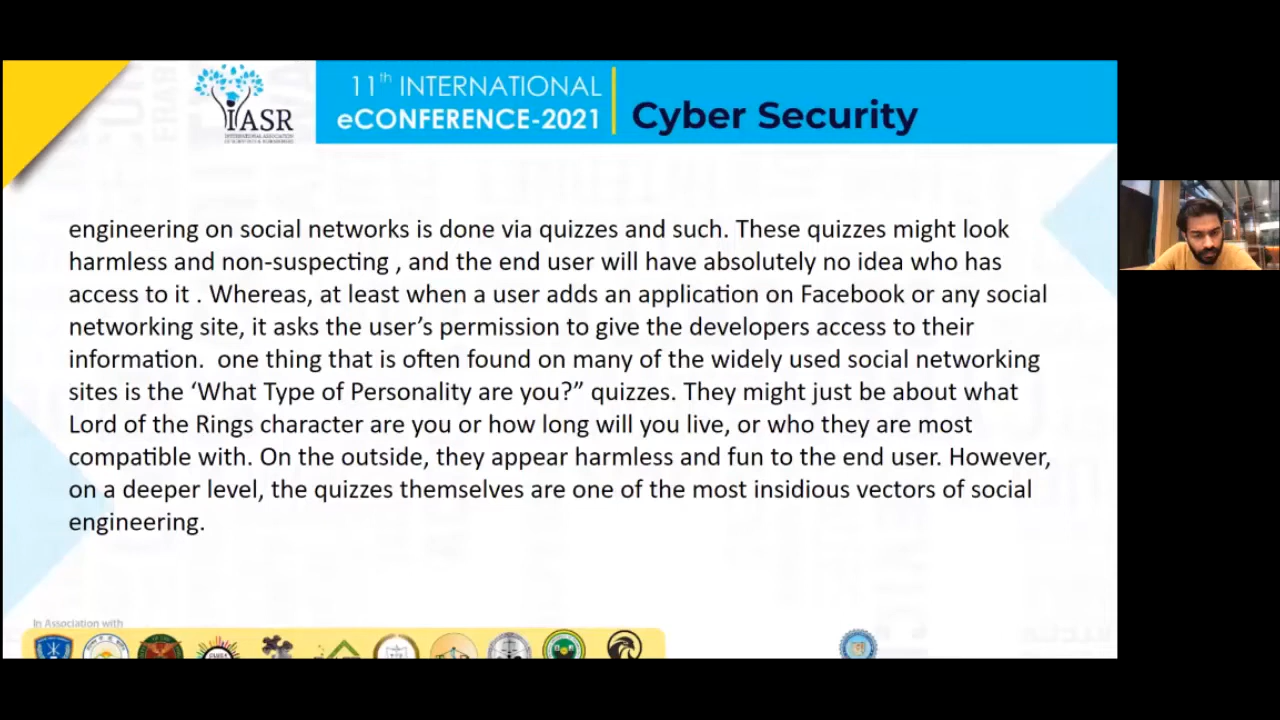 IASR
INTERNATIONAL ASSOCIATION
11th INTERNATIONAL
eCONFERENCE-2021
Cyber Security
engineering on social networks is done via quizzes and such. These quizzes might look
harmless and non-suspecting , and the end user will have absolutely no idea who has
access to it . Whereas, at least when a user adds an application on Facebook or any social
networking site, it asks the user’s permission to give the developers access to their
information.  one thing that is often found on many of the widely used social networking
sites is the ‘What Type of Personality are you?” quizzes. They might just be about what
Lord of the Rings character are you or how long will you live, or who they are most
compatible with. On the outside, they appear harmless and fun to the end user. However,
on a deeper level, the quizzes themselves are one of the most insidious vectors of social
engineering.
In Association with